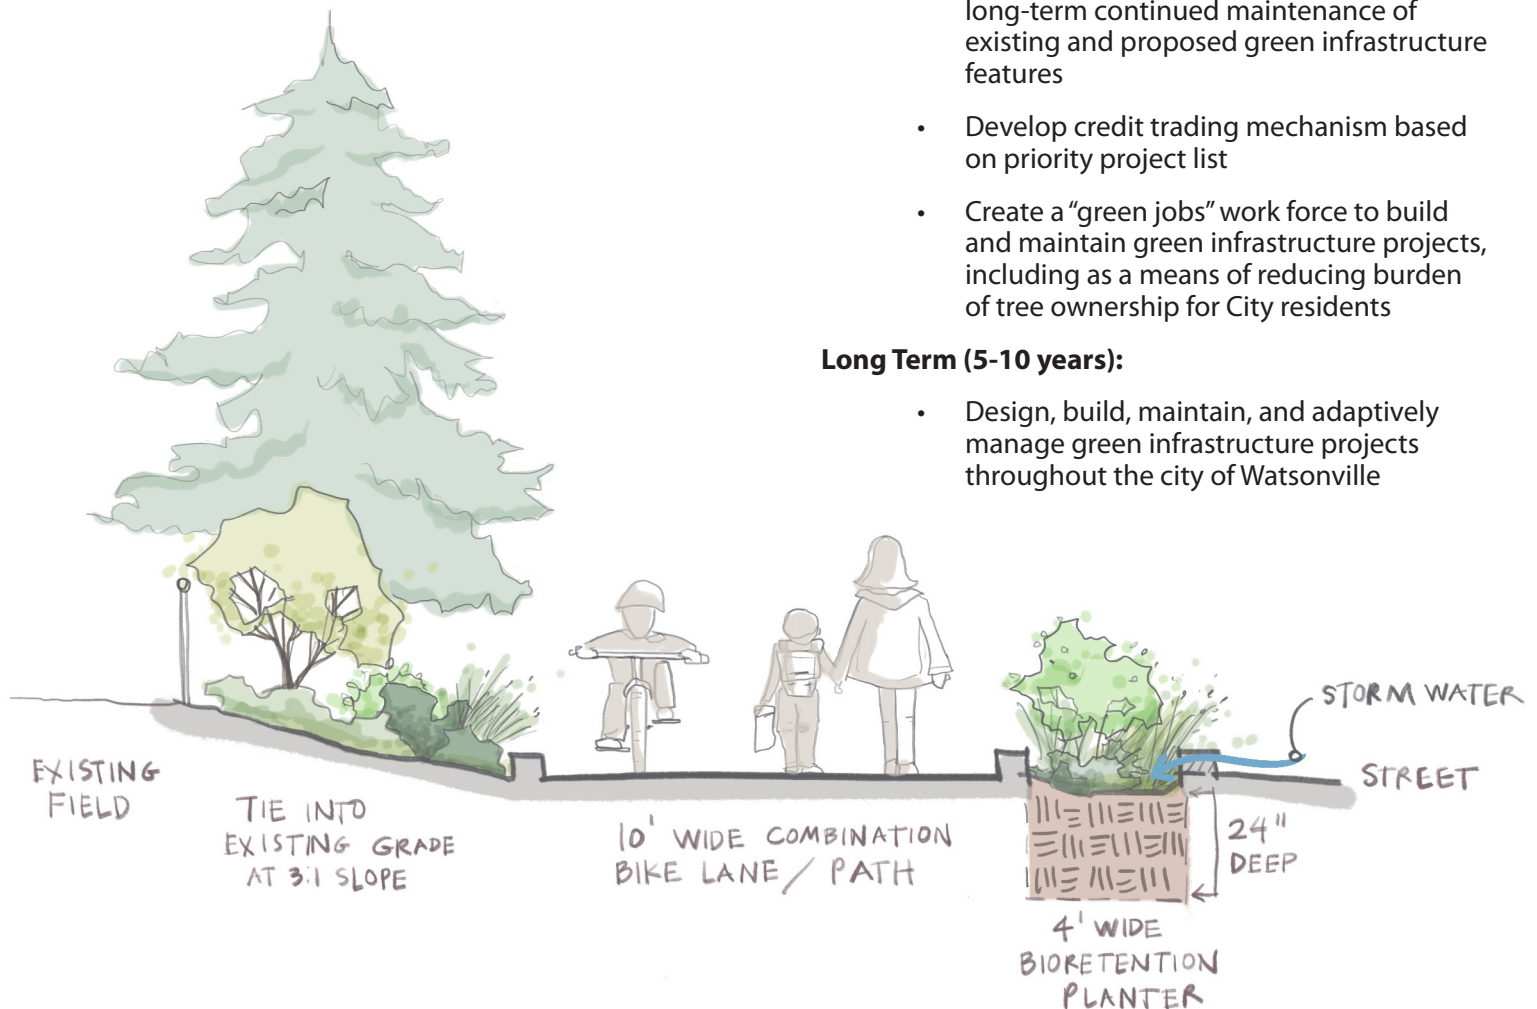 long-term continued maintenance of
existing and proposed green infrastructure
features
• Develop credit trading mechanism based
on priority project list
• Create a “green jobs” work force to build
and maintain green infrastructure projects,
including as a means of reducing burden
of tree ownership for City residents
Long Term (5-10 years):
• Design, build, maintain, and adaptively
manage green infrastructure projects
throughout the city of Watsonville
EXISTING
FIELD
TIE INTO
EXISTING GRADE
AT 3:1 SLOPE
10' WIDE COMBINATION
BIKE LANE / PATH
STORM WATER
STREET
24"
DEEP
4' WIDE
BIORETENTION
PLANTER